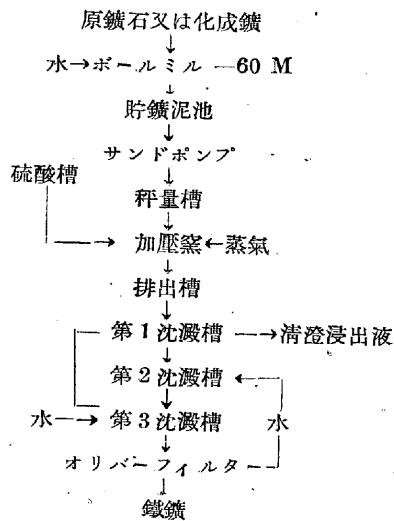 原鑛石又は化成鑛
水→ボールミル —60 M
貯鑛泥池
サンドポンプ
硫酸槽
秤量槽
加壓窯←蒸氣
排出槽
第1沈澱槽 —→清澄浸出液
第2沈澱槽
水—→ 第3沈澱槽 水
オリバーフィルター
鐵鑛